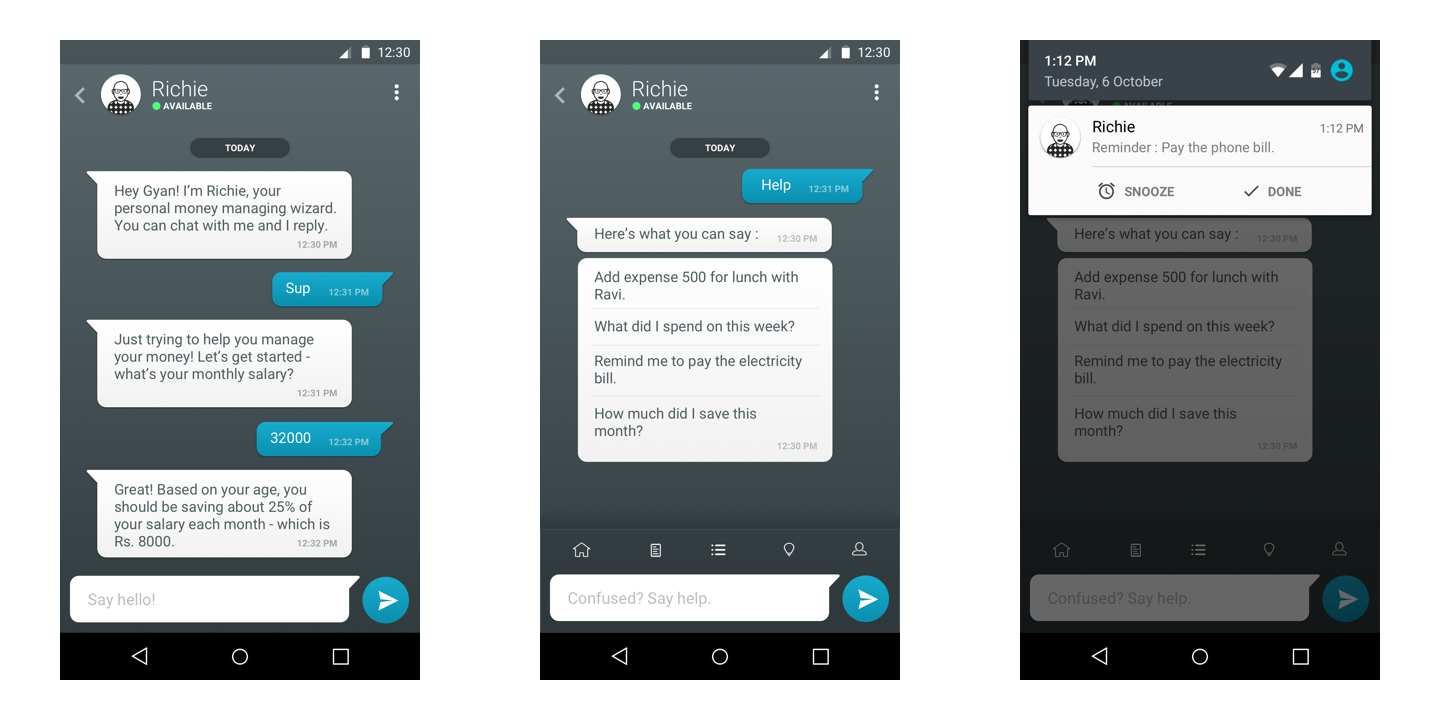 12:30
Richie
AVAILABLE
TODAY
Hey Gyan! I'm Richie, your
personal money managing wizard.
You can chat with me and I reply.
12:30 PM
Sup 12:31 PM
Just trying to help you manage
your money! Let's get started -
what's your monthly salary?
12:31 PM
32000 12:32 PM
Great! Based on your age, you
should be saving about 25% of
your salary each month - which is
Rs. 8000. 12:32 PM
Say hello!
12:30
Richie
AVAILABLE
TODAY
Help 12:31 PM
Here's what you can say : 12:30 PM
Add expense 500 for lunch with
Ravi.
What did I spend on this week?
Remind me to pay the electricity
bill.
How much did I save this
month?
12:30 PM
Confused? Say help.
1:12 PM
Tuesday, 6 October
AVAILABLE
Richie 1:12 PM
Reminder : Pay the phone bill.
SNOOZE DONE
Here's what you can say : 12:30 PM
Add expense 500 for lunch with
Ravi.
What did I spend on this week?
Remind me to pay the electricity
bill.
How much did I save this
month?
12:30 PM
Confused? Say help.